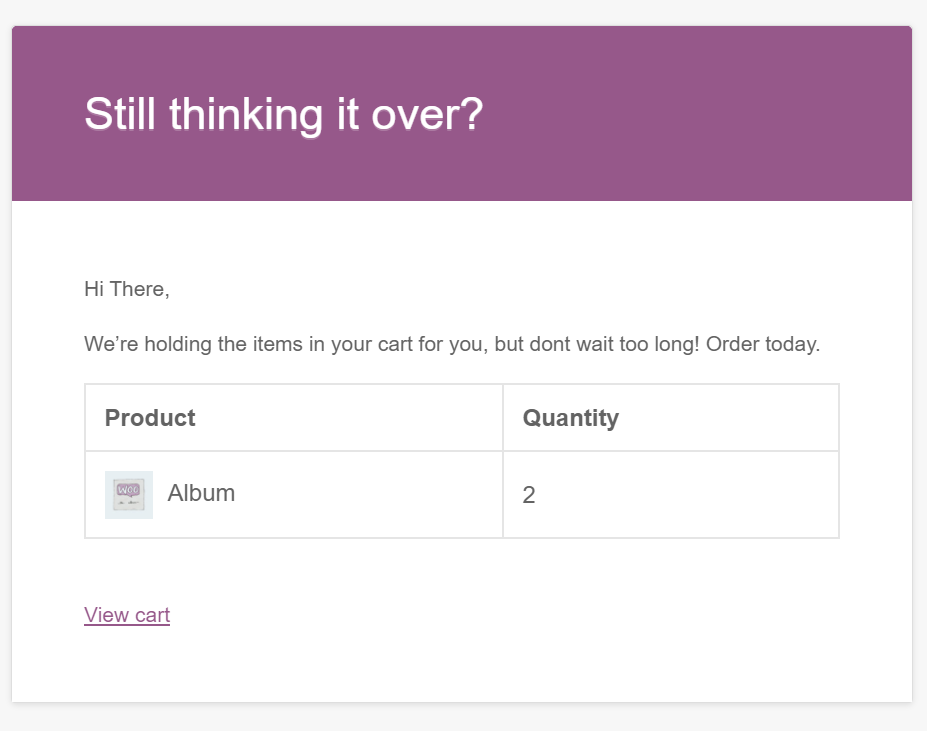 Still thinking it over?
Hi There,
We’re holding the items in your cart for you, but dont wait too long! Order today.
Product Quantity
WOO Album 2
View cart